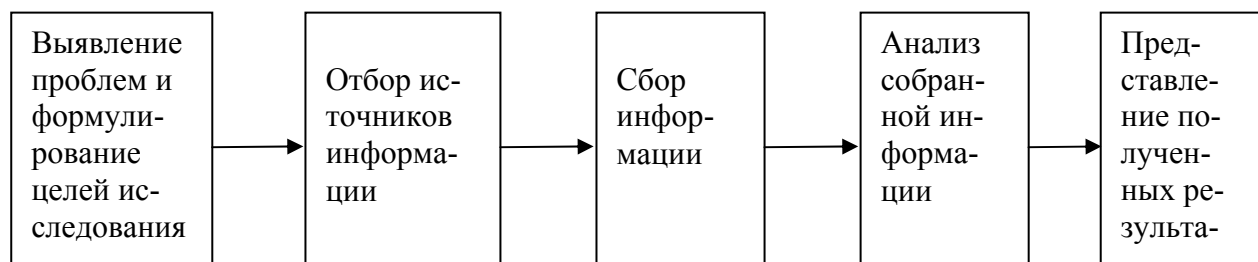 Выявление
проблем и
формули-
рование
целей ис-
следования
Отбор ис-
точников
информа-
ции
Сбор
инфор-
мации
Анализ
собран-
ной ин-
форма-
ции
Пред-
ставле-
ние по-
лучен-
ных ре-
зульта-